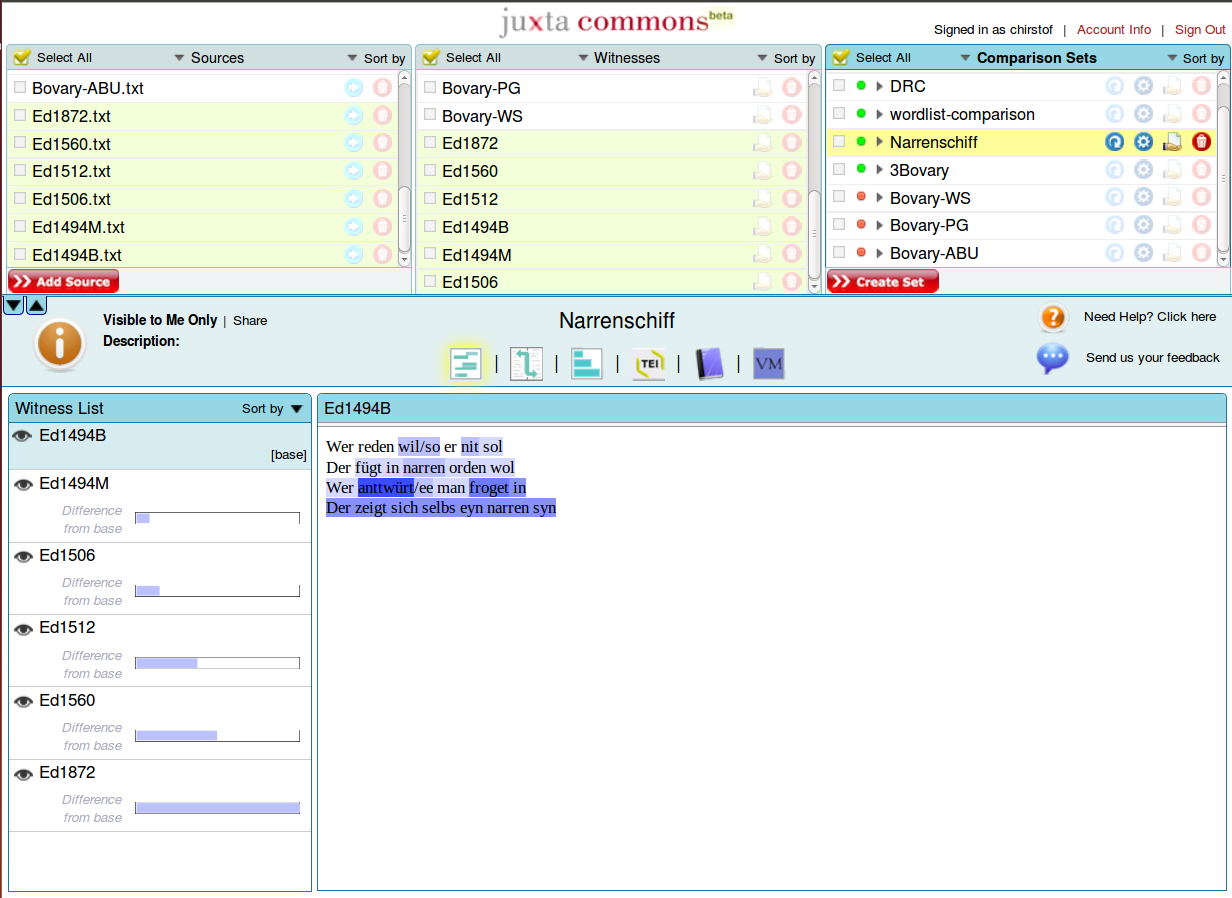 juxta commons beta
Signed in as chirstof | Account Info | Sign Out
Select All Sources Sort by
Bovary-ABU.txt
Ed1872.txt
Ed1560.txt
Ed1512.txt
Ed1506.txt
Ed1494M.txt
Ed1494B.txt
Add Source
Select All Witnesses Sort by
Bovary-PG
Bovary-WS
Ed1872
Ed1560
Ed1512
Ed1494B
Ed1494M
Ed1506
Select All Comparison Sets Sort by
DRC
wordlist-comparison
Narrenschiff
3Bovary
Bovary-WS
Bovary-PG
Bovary-ABU
Create Set
Visible to Me Only | Share
Description:
Narrenschiff
| | | TEI | | VM
Need Help? Click here
Send us your feedback
Witness List Sort by
Ed1494B
[base]
Ed1494M
Difference
from base
Ed1506
Difference
from base
Ed1512
Difference
from base
Ed1560
Difference
from base
Ed1872
Difference
from base
Ed1494B
Wer reden wil/so er nit sol
Der fügt in narren orden wol
Wer anttwürt/ee man froget in
Der zeigt sich selbs eyn narren syn